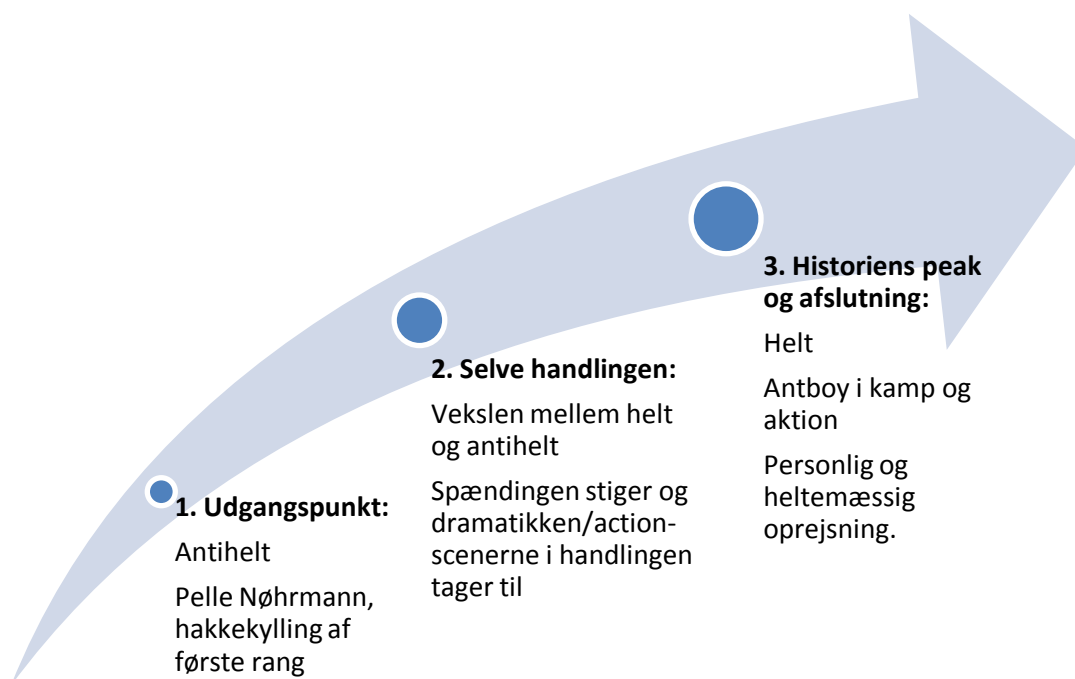 1. Udgangspunkt:
Antihelt
Pelle Nøhrmann,
hakkekylling af
første rang
2. Selve handlingen:
Vekslen mellem helt
og antihelt
Spændingen stiger og
dramatikken/action-
scenerne i handlingen
tager til
3. Historiens peak
og afslutning:
Helt
Antboy i kamp og
aktion
Personlig og
heltemæssig
oprejsning.